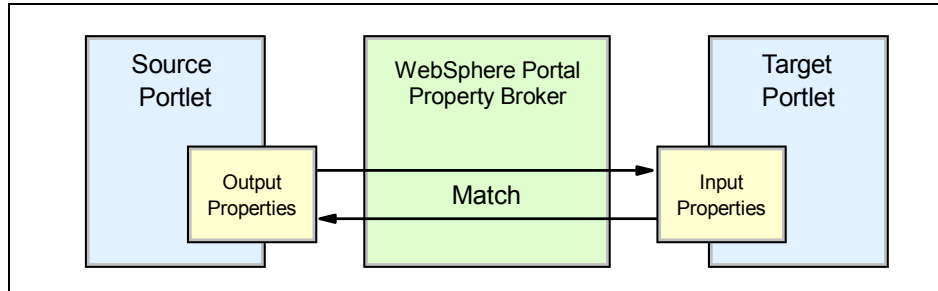 Source
Portlet
WebSphere Portal
Property Broker
Target
Portlet
Output
Properties
Match
Input
Properties